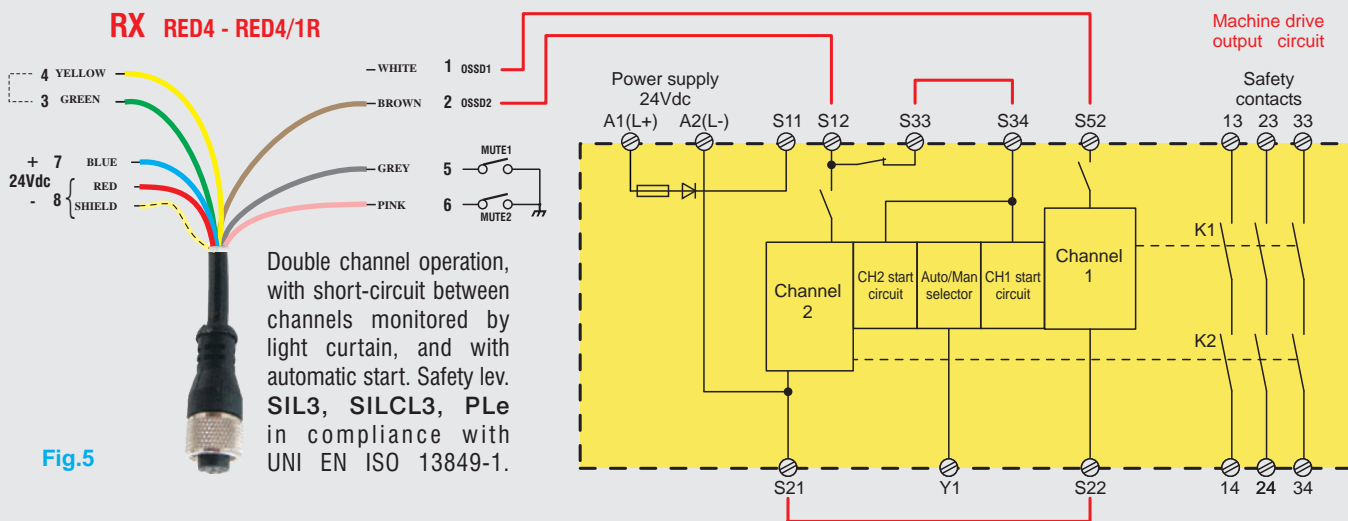 RX RED4 - RED4/1R
4 YELLOW
3 GREEN
+ 7 BLUE
24Vdc
- 8 RED
SHIELD
WHITE 1 OSSD1
BROWN 2 OSSD2
GREY 5 MUTE1
PINK 6 MUTE2
Double channel operation,
with short-circuit between
channels monitored by
light curtain, and with
automatic start. Safety lev.
SIL3, SILCL3, PLe
in compliance with
UNI EN ISO 13849-1.
Fig.5
Machine drive
output circuit
Power supply
24Vdc
Safety
contacts
A1(L+) A2(L-) S11 S12 S33 S34 S52 13 23 33
K1
Channel
2
CH2 start
circuit
Auto/Man
selector
CH1 start
circuit
Channel
1
K2
S21 Y1 S22 14 24 34